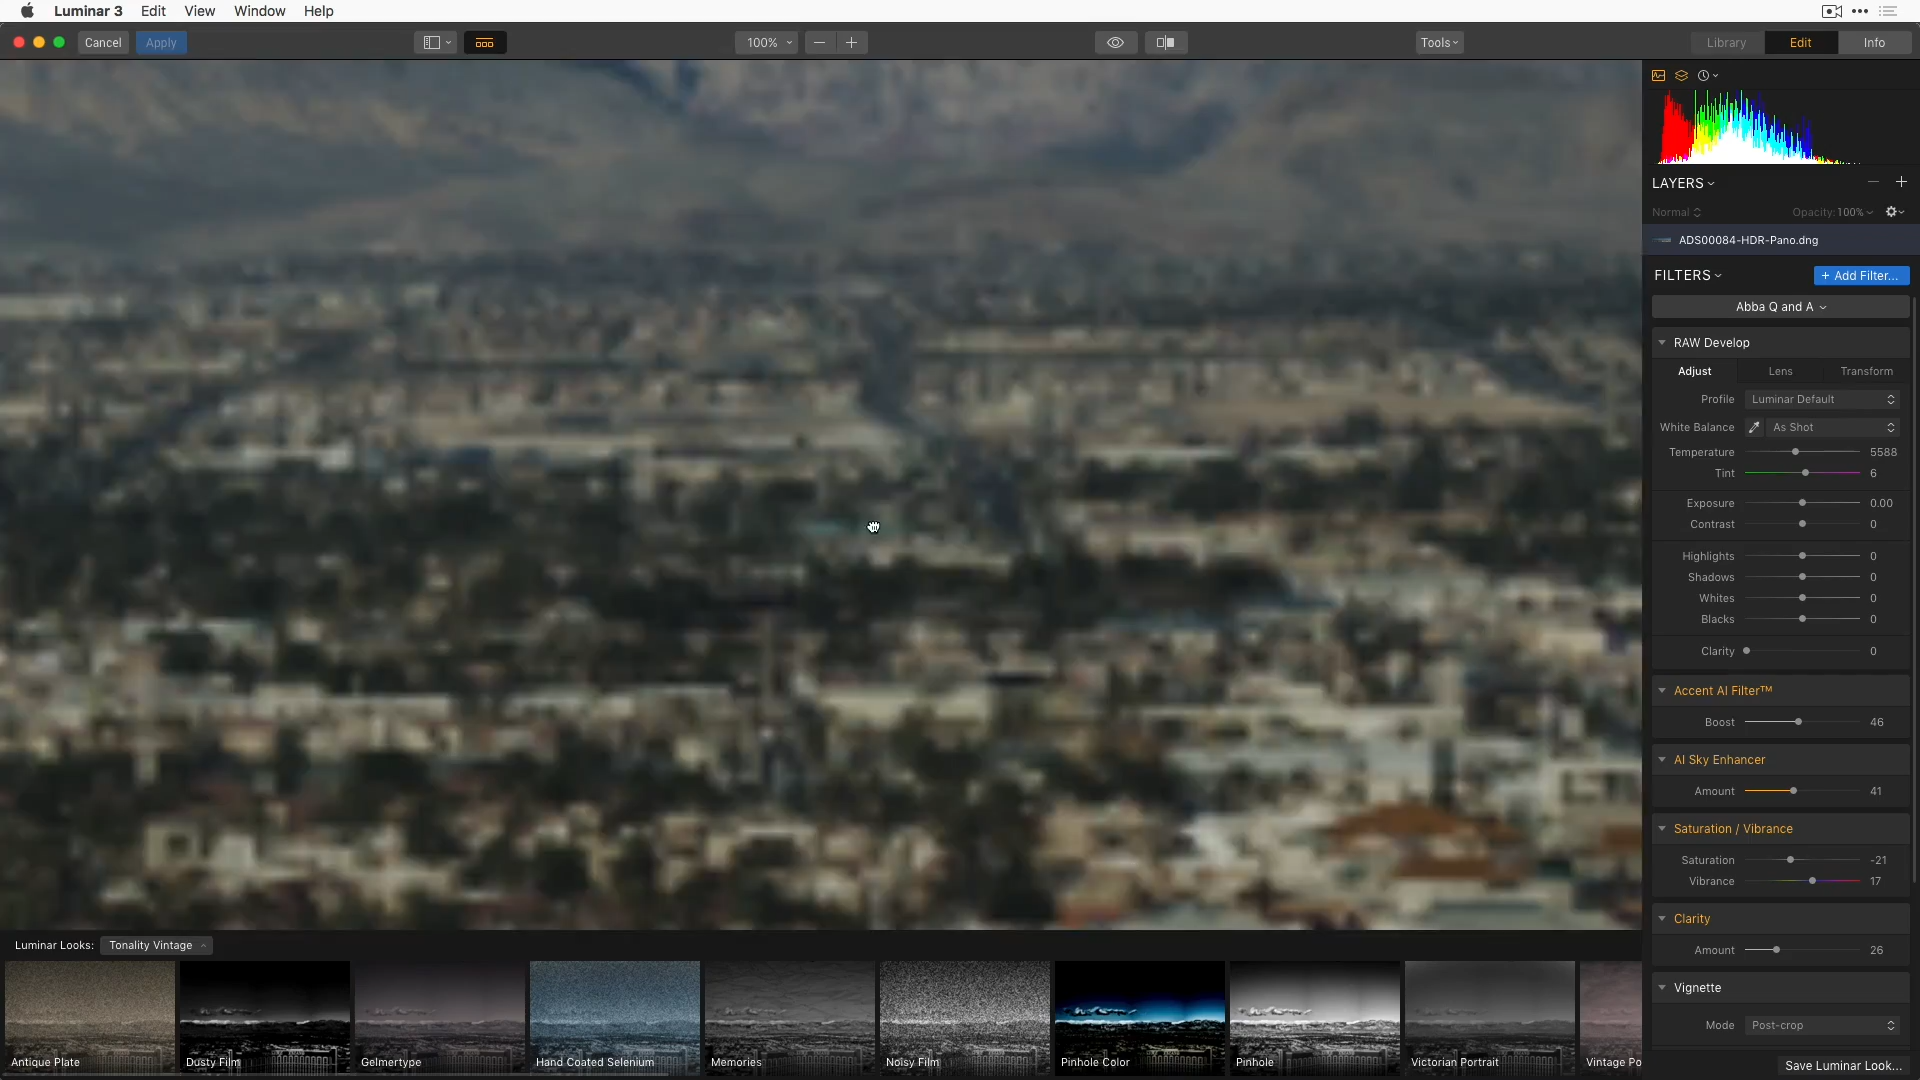 Luminar 3 Edit View Window Help
Cancel Apply 100% Tools Library Edit Info
LAYERS
Normal Opacity: 100%
ADS00084-HDR-Pano.dng
FILTERS + Add Filter...
Abba Q and A
RAW Develop
Adjust Lens Transform
Profile Luminar Default
White Balance As Shot
Temperature 5588
Tint 6
Exposure 0.00
Contrast 0
Highlights 0
Shadows 0
Whites 0
Blacks 0
Clarity 0
Accent AI Filter™
Boost 46
AI Sky Enhancer
Amount 41
Saturation / Vibrance
Saturation -21
Vibrance 17
Clarity
Amount 26
Vignette
Mode Post-crop
Save Luminar Look...
Luminar Looks: Tonality Vintage
Antique Plate Dusty Film Gelmertype Hand Coated Selenium Memories Noisy Film Pinhole Color Pinhole Victorian Portrait Vintage Po